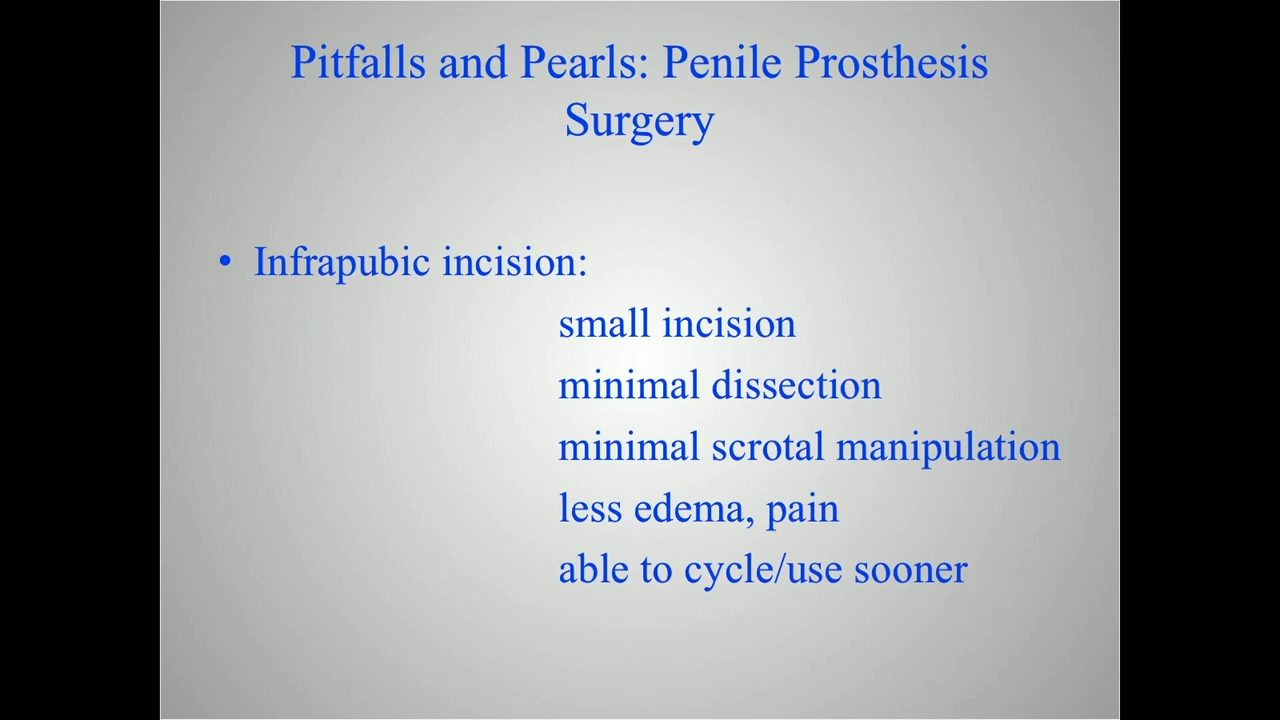 Pitfalls and Pearls: Penile Prosthesis
Surgery
• Infrapubic incision:
small incision
minimal dissection
minimal scrotal manipulation
less edema, pain
able to cycle/use sooner